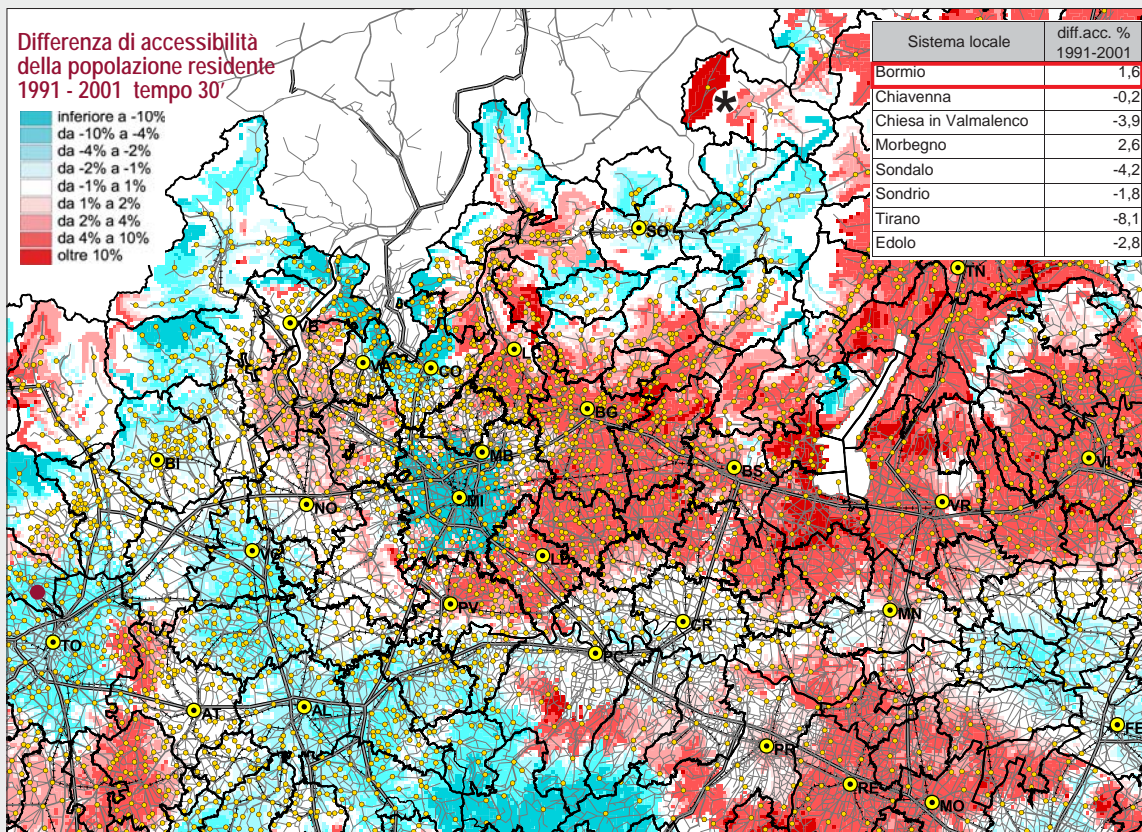 Differenza di accessibilità
della popolazione residente
1991 - 2001 tempo 30'
inferiore a -10%
da -10% a -4%
da -4% a -2%
da -2% a -1%
da -1% a 1%
da 1% a 2%
da 2% a 4%
da 4% a 10%
oltre 10%
Sistema locale diff.acc. % 1991-2001
Bormio 1,6
Chiavenna -0,2
Chiesa in Valmalenco -3,9
Morbegno 2,6
Sondalo -4,2
Sondrio -1,8
Tirano -8,1
Edolo -2,8
*
SO
TN
VB
VA
CO
LC
BG
BI
MB
BS
VI
MI
NO
VR
VC
LO
PV
MN
CR
TO
PC
AT
AL
FE
PR
RE
MO